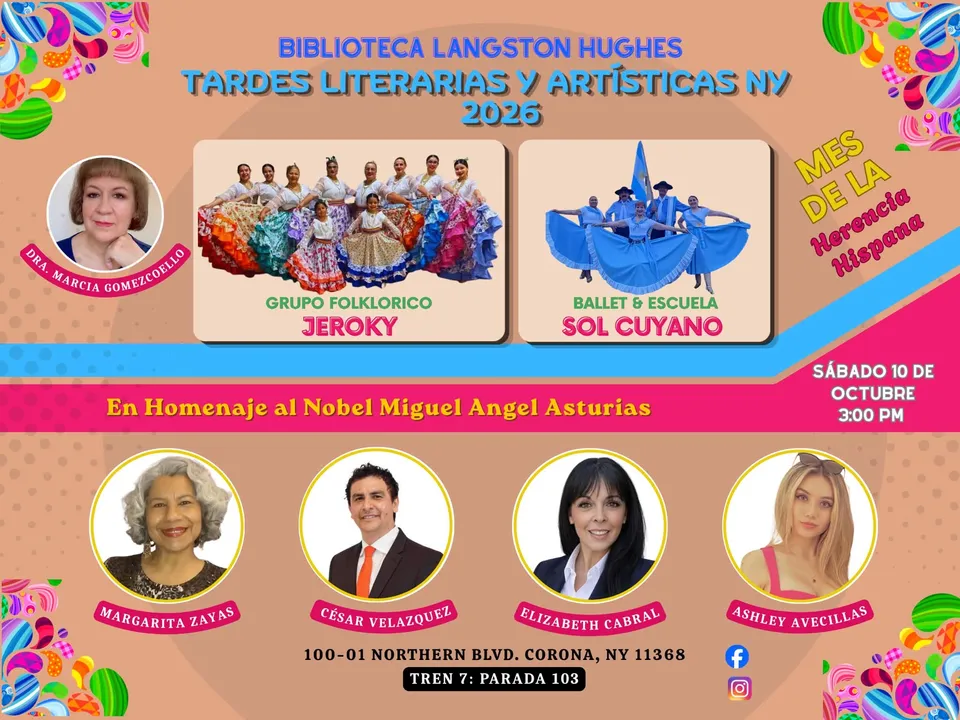 BIBLIOTECA LANGSTON HUGHES
TARDES LITERARIAS Y ARTÍSTICAS NY
2026
MES
DE LA
Herencia
Hispana
DRA. MARCIA GOMEZCOELLO
GRUPO FOLKLORICO
JEROKY
BALLET & ESCUELA
SOL CUYANO
SÁBADO 10 DE
OCTUBRE
3:00 PM
En Homenaje al Nobel Miguel Angel Asturias
MARGARITA ZAYAS
CÉSAR VELAZQUEZ
ELIZABETH CABRAL
ASHLEY AVECILLAS
100-01 NORTHERN BLVD. CORONA, NY 11368
TREN 7: PARADA 103